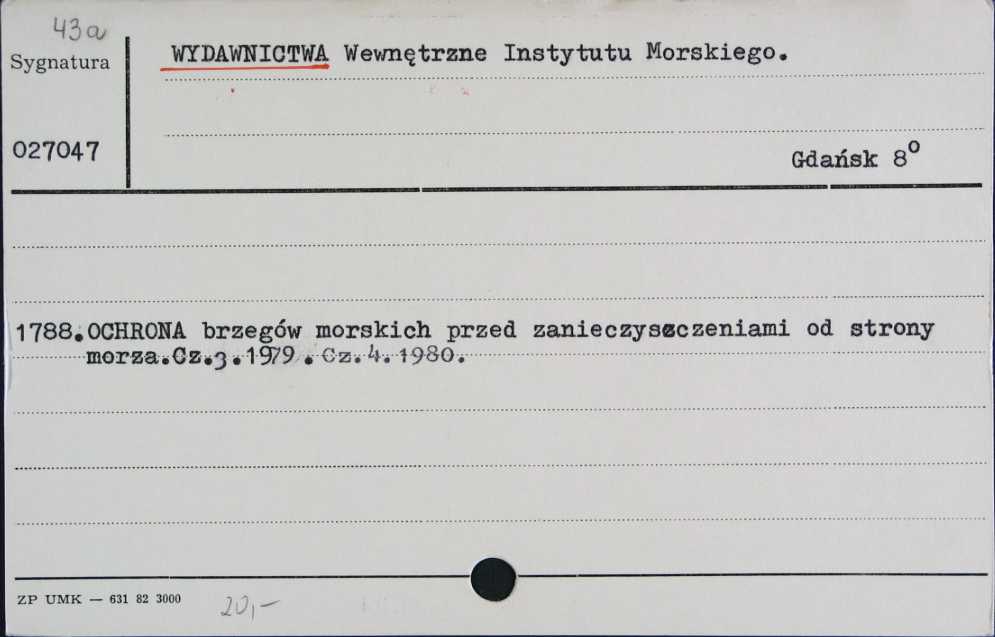 43a
Sygnatura
WYDAWNICTWA Wewnętrzne Instytutu Morskiego.
027047
Gdańsk 8°
1788. OCHRONA brzegów morskich przed zanieczyszczeniami od strony
morza. Cz. 3. 1979. Cz. 4. 1980.
ZP UMK — 631 82 3000
20,-